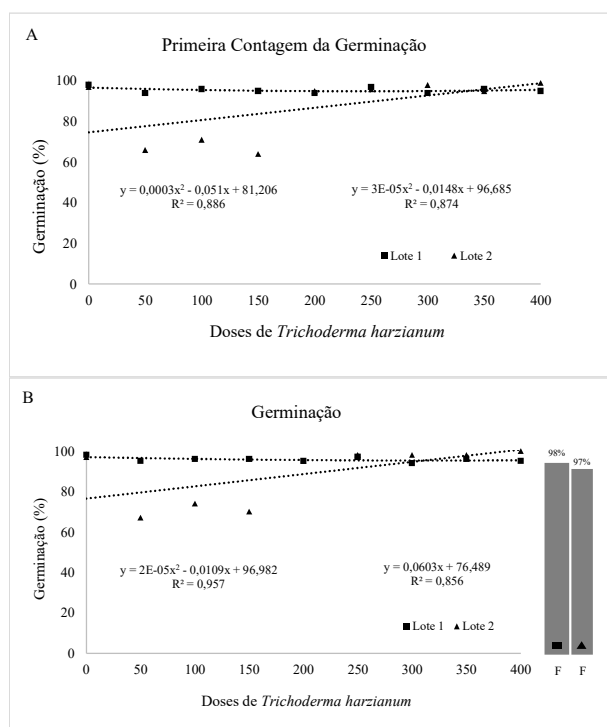 A
Primeira Contagem da Germinação
100
80
60
40
20
0
Germinação (%)
y = 0,0003x² - 0,051x + 81,206
R² = 0,886
y = 3E-05x² - 0,0148x + 96,685
R² = 0,874
Lote 1
Lote 2
0 50 100 150 200 250 300 350 400
Doses de Trichoderma harzianum
B
Germinação
100
80
60
40
20
0
Germinação (%)
y = 2E-05x² - 0,0109x + 96,982
R² = 0,957
y = 0,0603x + 76,489
R² = 0,856
Lote 1
Lote 2
0 50 100 150 200 250 300 350 400
Doses de Trichoderma harzianum
98%
97%
F F